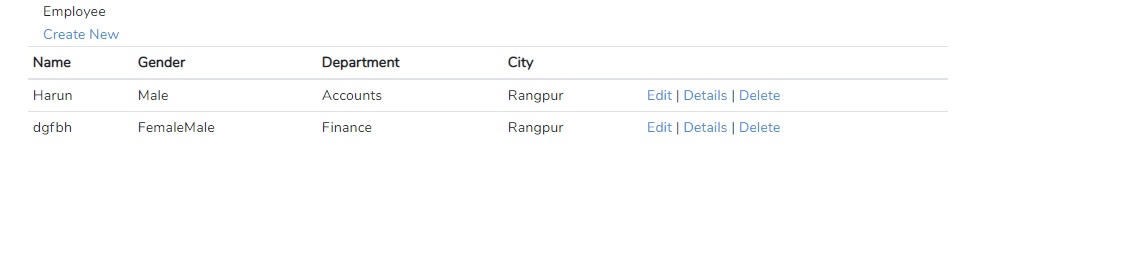 Employee
Create New
Name Gender Department City
Harun Male Accounts Rangpur Edit | Details | Delete
dgfbh FemaleMale Finance Rangpur Edit | Details | Delete